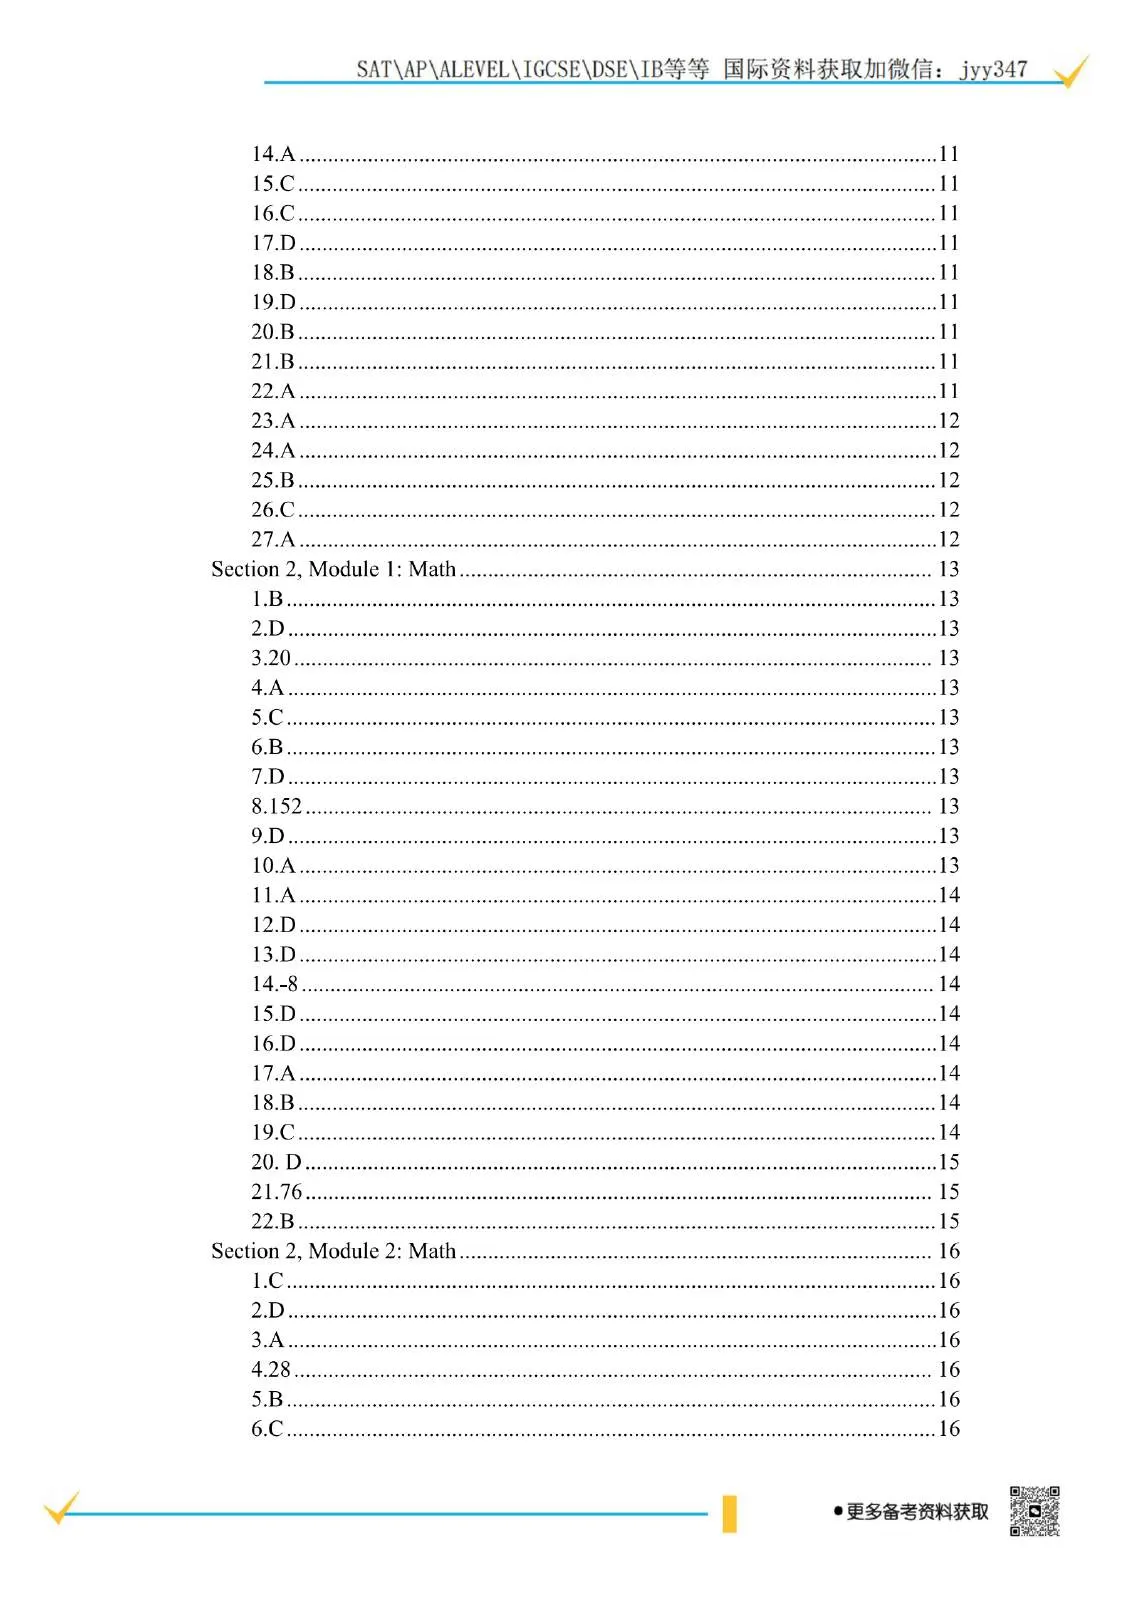 SAT\AP\ALEVEL\IGCSE\DSE\IB等等 国际资料获取加微信：jyy347
14.A........11
15.C........11
16.C........11
17.D........11
18.B........11
19.D........11
20.B........11
21.B........11
22.A........11
23.A........12
24.A........12
25.B........12
26.C........12
27.A........12
Section 2, Module 1: Math........ 13
1.B........13
2.D........13
3.20........ 13
4.A........13
5.C........13
6.B........13
7.D........13
8.152........ 13
9.D........13
10.A........13
11.A........14
12.D........14
13.D........14
14.-8........ 14
15.D........14
16.D........14
17.A........14
18.B........14
19.C........14
20. D........15
21.76........ 15
22.B........15
Section 2, Module 2: Math........ 16
1.C........16
2.D........16
3.A........16
4.28........ 16
5.B........16
6.C........16
•更多备考资料获取